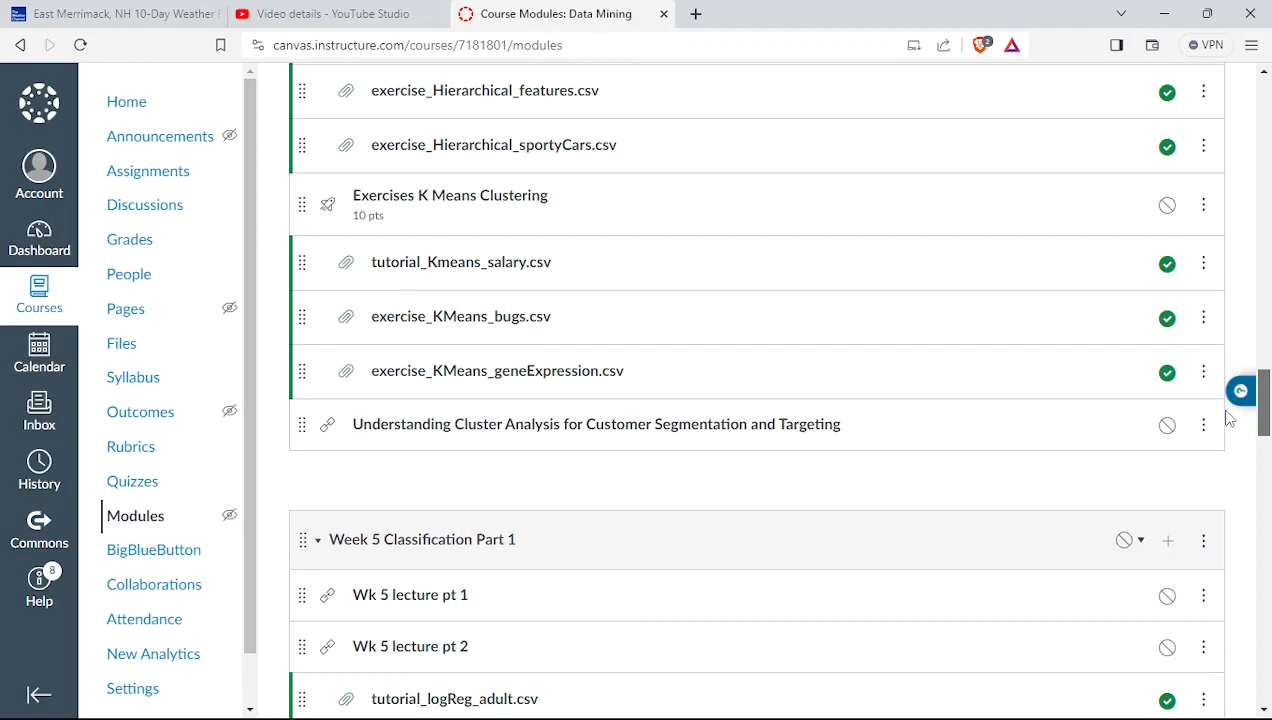 East Merrimack, NH 10-Day Weather F
Video details - YouTube Studio
Course Modules: Data Mining
canvas.instructure.com/courses/7181801/modules
2
VPN
Account
Dashboard
Courses
Calendar
Inbox
History
Commons
8
Help
Home
Announcements
Assignments
Discussions
Grades
People
Pages
Files
Syllabus
Outcomes
Rubrics
Quizzes
Modules
BigBlueButton
Collaborations
Attendance
New Analytics
Settings
exercise_Hierarchical_features.csv
exercise_Hierarchical_sportyCars.csv
Exercises K Means Clustering
10 pts
tutorial_Kmeans_salary.csv
exercise_KMeans_bugs.csv
exercise_KMeans_geneExpression.csv
Understanding Cluster Analysis for Customer Segmentation and Targeting
Week 5 Classification Part 1
Wk 5 lecture pt 1
Wk 5 lecture pt 2
tutorial_logReg_adult.csv